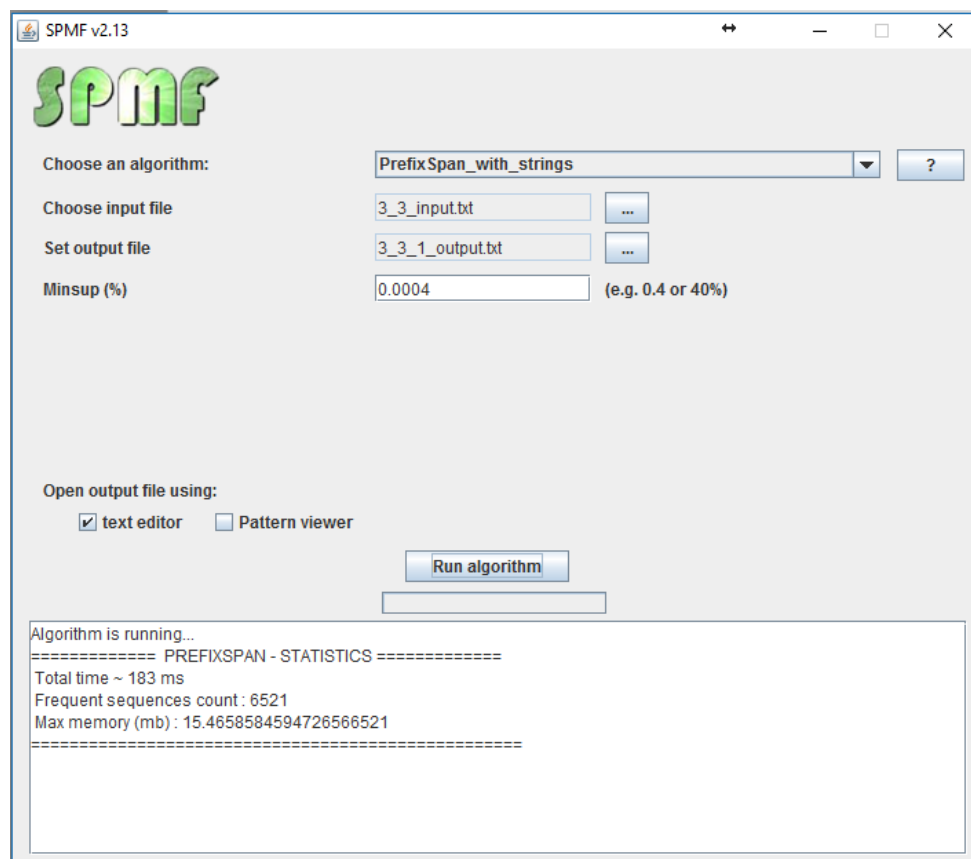 SPMF v2.13
SPMF
Choose an algorithm: PrefixSpan_with_strings ?
Choose input file 3_3_input.txt ...
Set output file 3_3_1_output.txt ...
Minsup (%) 0.0004 (e.g. 0.4 or 40%)
Open output file using:
text editor Pattern viewer
Run algorithm
Algorithm is running...
============= PREFIXSPAN - STATISTICS =============
Total time ~ 183 ms
Frequent sequences count : 6521
Max memory (mb) : 15.4658584594726566521
===================================================